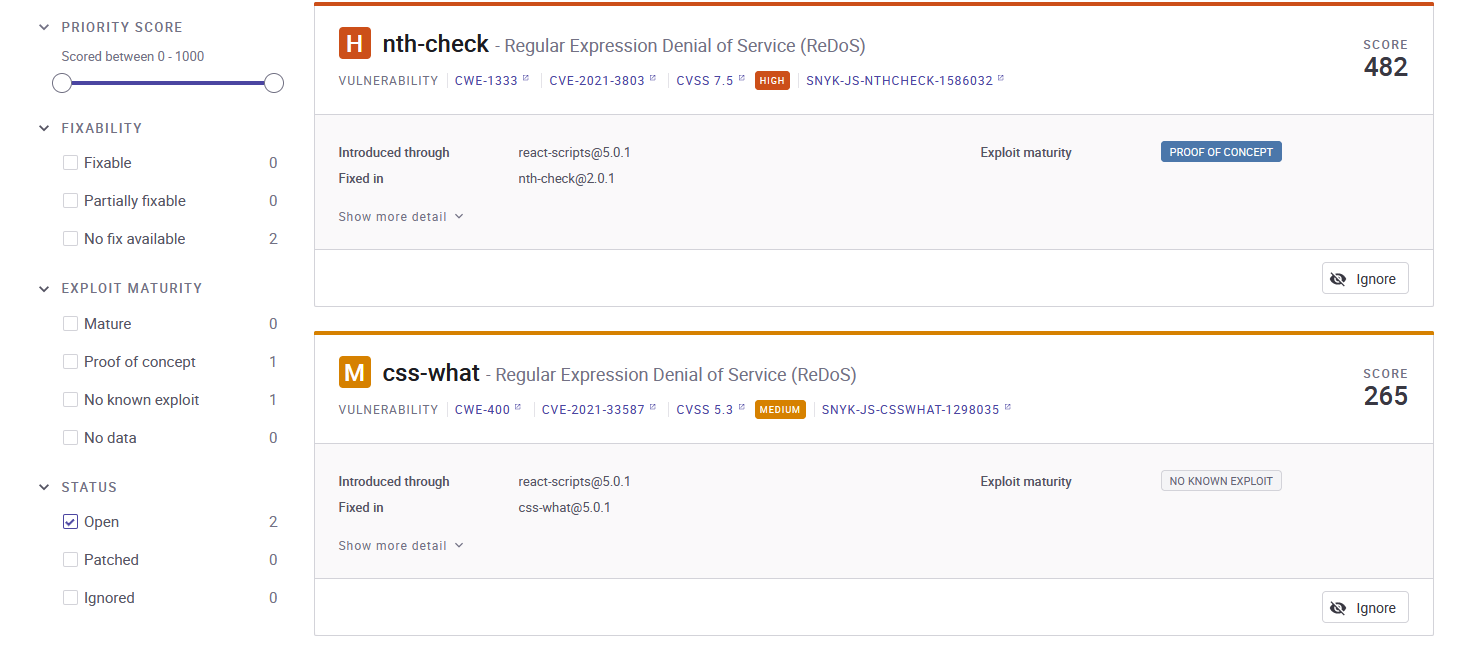 PRIORITY SCORE
Scored between 0 - 1000
FIXABILITY
Fixable 0
Partially fixable 0
No fix available 2
EXPLOIT MATURITY
Mature 0
Proof of concept 1
No known exploit 1
No data 0
STATUS
Open 2
Patched 0
Ignored 0
H nth-check - Regular Expression Denial of Service (ReDoS)
VULNERABILITY CWE-1333 CVE-2021-3803 CVSS 7.5 HIGH SNYK-JS-NTHCHECK-1586032
SCORE
482
Introduced through react-scripts@5.0.1 Exploit maturity PROOF OF CONCEPT
Fixed in nth-check@2.0.1
Show more detail
Ignore
M css-what - Regular Expression Denial of Service (ReDoS)
VULNERABILITY CWE-400 CVE-2021-33587 CVSS 5.3 MEDIUM SNYK-JS-CSSWHAT-1298035
SCORE
265
Introduced through react-scripts@5.0.1 Exploit maturity NO KNOWN EXPLOIT
Fixed in css-what@5.0.1
Show more detail
Ignore